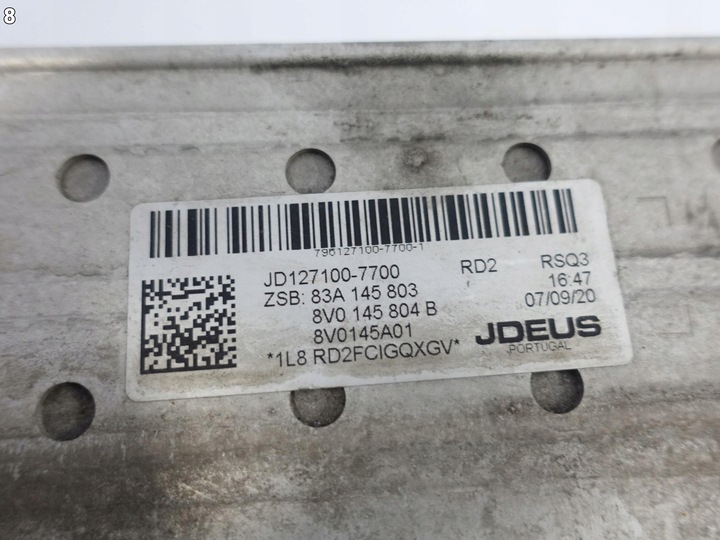 8
796127100-7700-1
JD127100-7700 RD2 RSQ3
ZSB: 83A 145 803 16:47
8V0 145 804 B 07/09/20
8V0145A01 JDEUS
*1L8 RD2FCIGQXGV* PORTUGAL